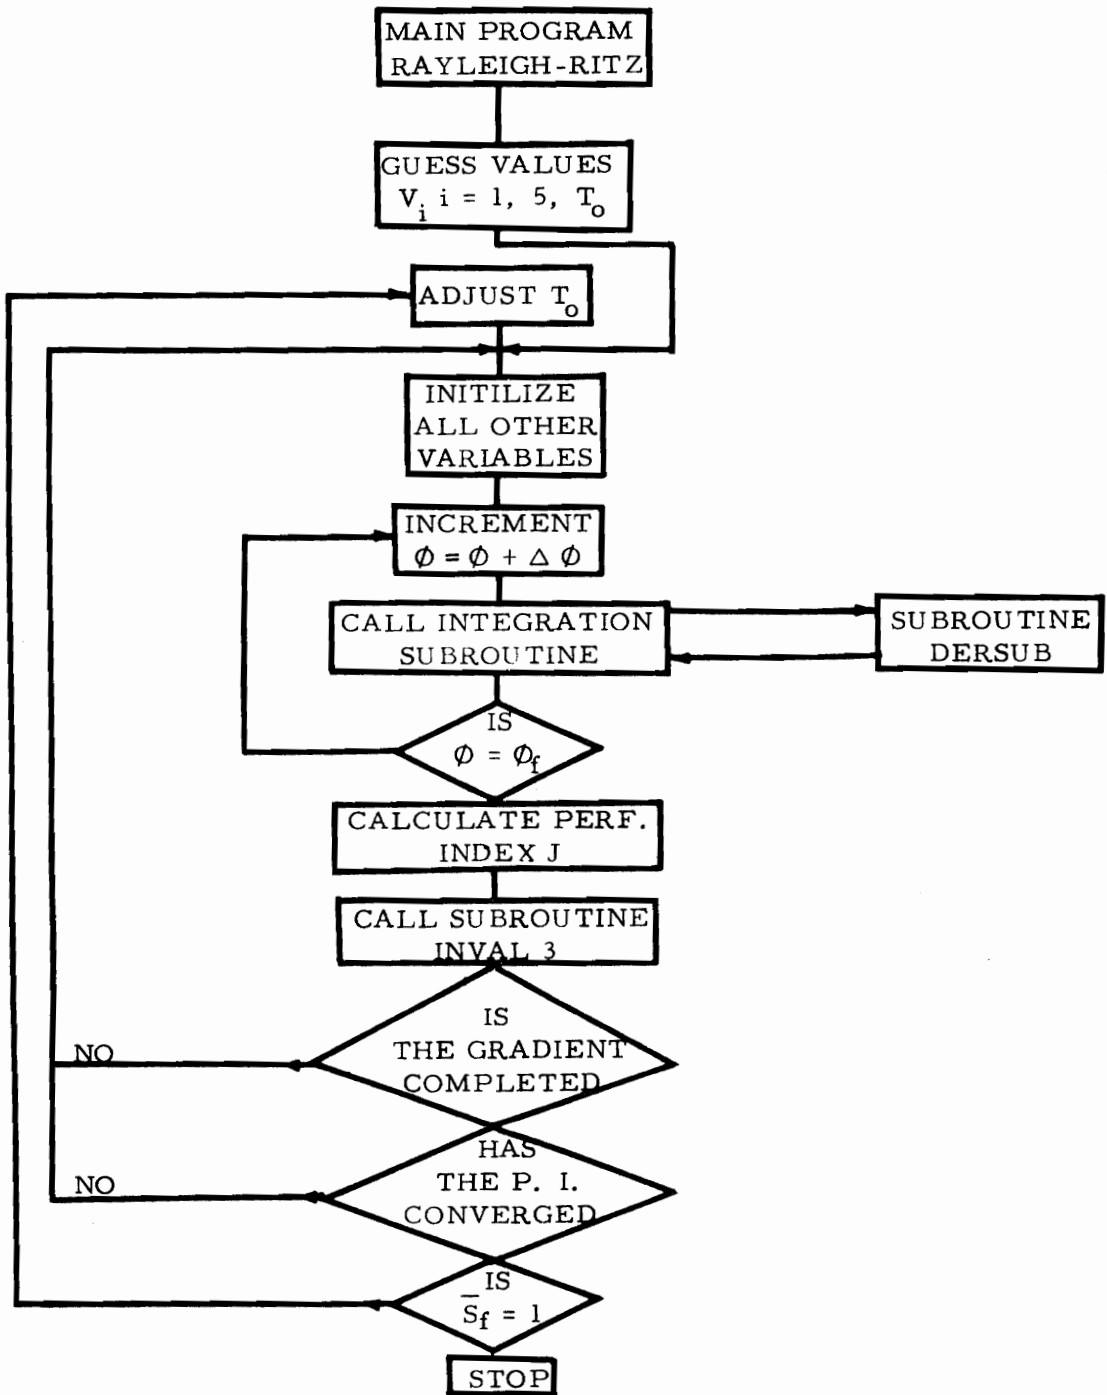 MAIN PROGRAM
RAYLEIGH-RITZ
GUESS VALUES
V_i i = 1, 5, T_o
ADJUST T_o
INITILIZE
ALL OTHER
VARIABLES
INCREMENT
Ø = Ø + △ Ø
CALL INTEGRATION
SUBROUTINE
SUBROUTINE
DERSUB
IS
Ø = Ø_f
CALCULATE PERF.
INDEX J
CALL SUBROUTINE
INVAL 3
IS
THE GRADIENT
COMPLETED
NO
HAS
THE P. I.
CONVERGED
NO
IS
S̅_f = 1
STOP